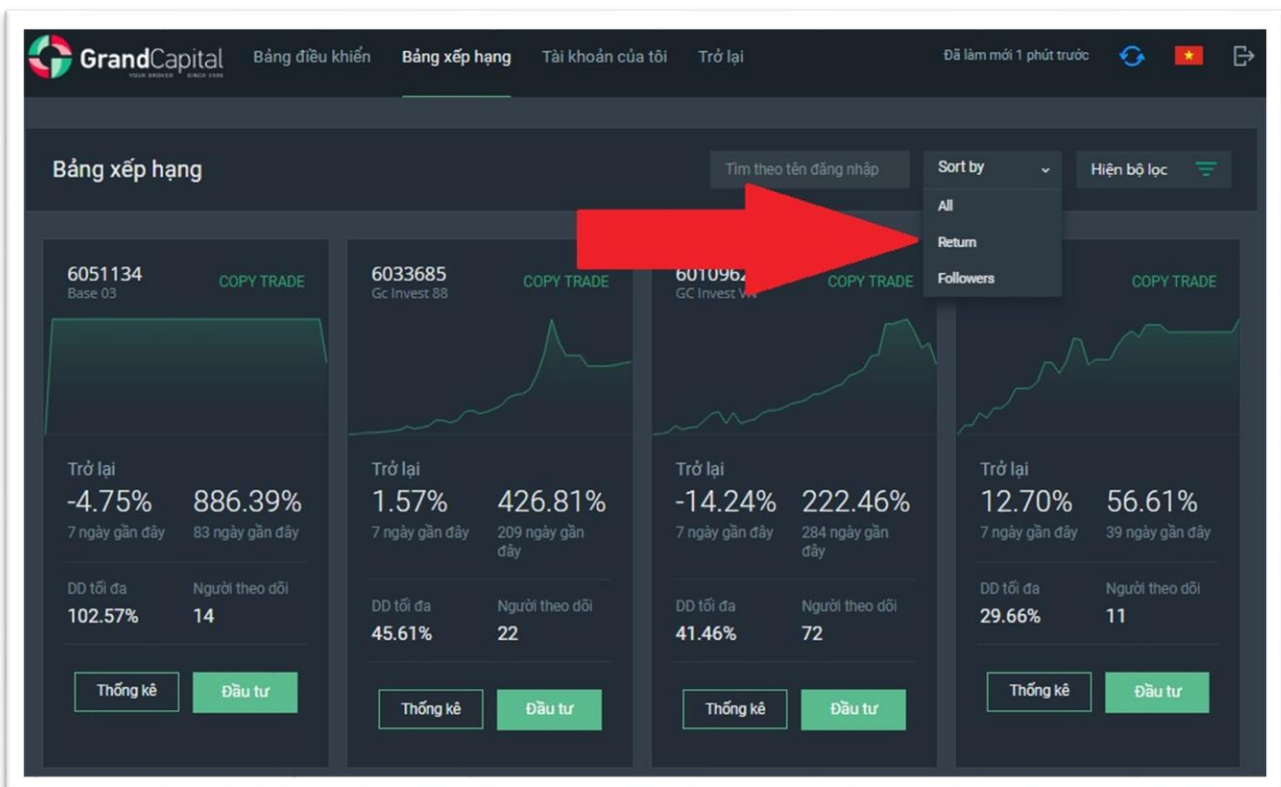 GrandCapital
YOUR BROKER SINCE 2006
Bảng điều khiển
Bảng xếp hạng
Tài khoản của tôi
Trở lại
Đã làm mới 1 phút trước
Bảng xếp hạng
Tìm theo tên đăng nhập
Sort by
Hiện bộ lọc
All
Return
Followers
6051134
Base 03
COPY TRADE
Trở lại
-4.75%
886.39%
7 ngày gần đây
83 ngày gần đây
DD tối đa
Người theo dõi
102.57%
14
Thống kê
Đầu tư
6033685
Gc Invest 88
COPY TRADE
Trở lại
1.57%
426.81%
7 ngày gần đây
209 ngày gần
đây
DD tối đa
Người theo dõi
45.61%
22
Thống kê
Đầu tư
6010962
GC Invest VN
COPY TRADE
Trở lại
-14.24%
222.46%
7 ngày gần đây
284 ngày gần
đây
DD tối đa
Người theo dõi
41.46%
72
Thống kê
Đầu tư
COPY TRADE
Trở lại
12.70%
56.61%
7 ngày gần đây
39 ngày gần đây
DD tối đa
Người theo dõi
29.66%
11
Thống kê
Đầu tư